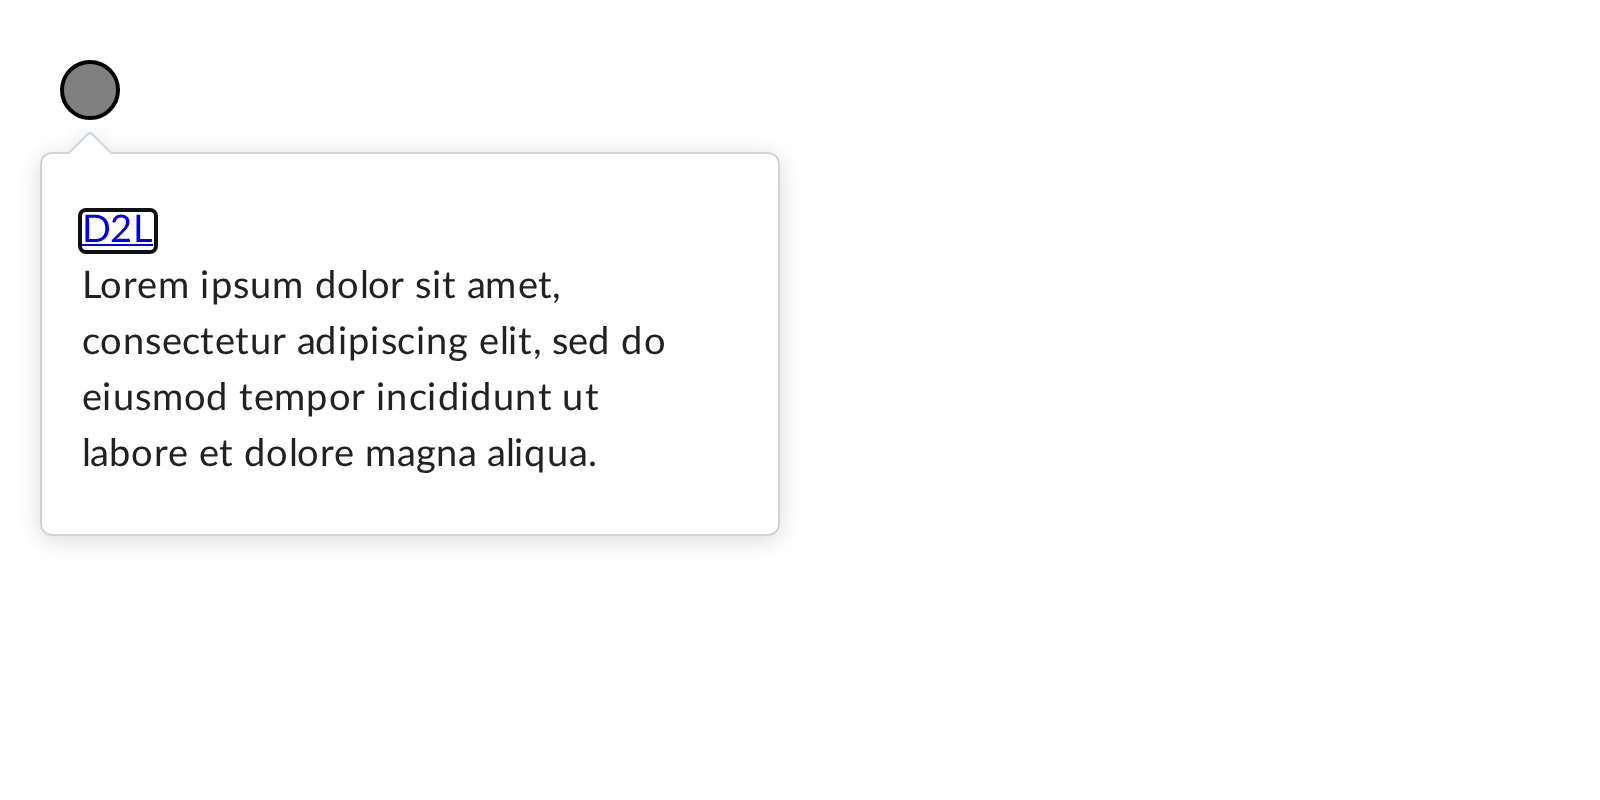 D2L
Lorem ipsum dolor sit amet,
consectetur adipiscing elit, sed do
eiusmod tempor incididunt ut
labore et dolore magna aliqua.